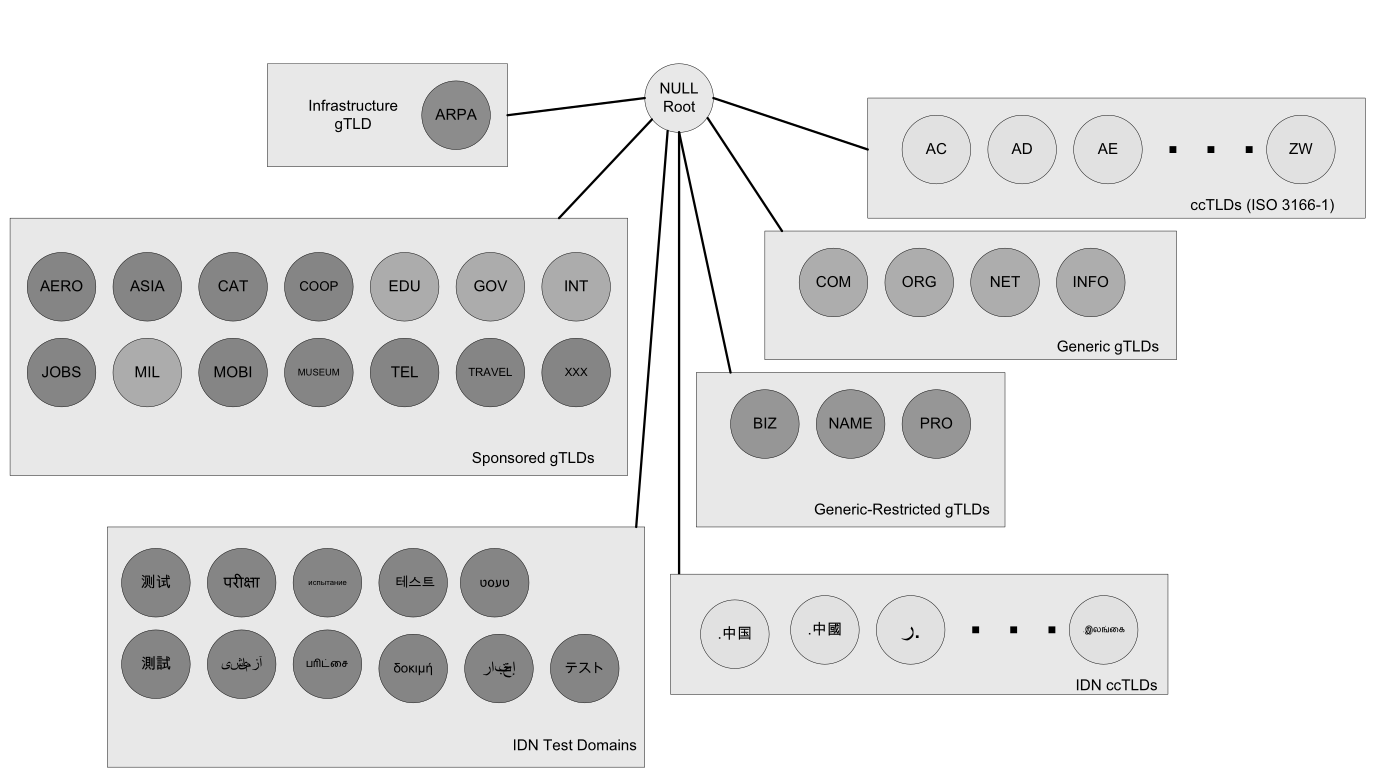 NULL
Root
Infrastructure
gTLD
ARPA
AC AD AE ZW
ccTLDs (ISO 3166-1)
AERO ASIA CAT COOP EDU GOV INT
JOBS MIL MOBI MUSEUM TEL TRAVEL XXX
Sponsored gTLDs
COM ORG NET INFO
Generic gTLDs
BIZ NAME PRO
Generic-Restricted gTLDs
测试 परीक्षा испытание 테스트 טעסט
測試 آزمایشی பரிட்சை δοκιμή إختبار テスト
IDN Test Domains
.中国 .中國 .ر இலங்கை
IDN ccTLDs